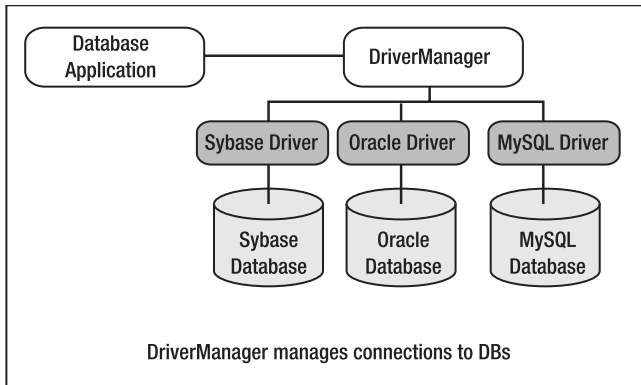 Database
Application
DriverManager
Sybase Driver
Oracle Driver
MySQL Driver
Sybase
Database
Oracle
Database
MySQL
Database
DriverManager manages connections to DBs